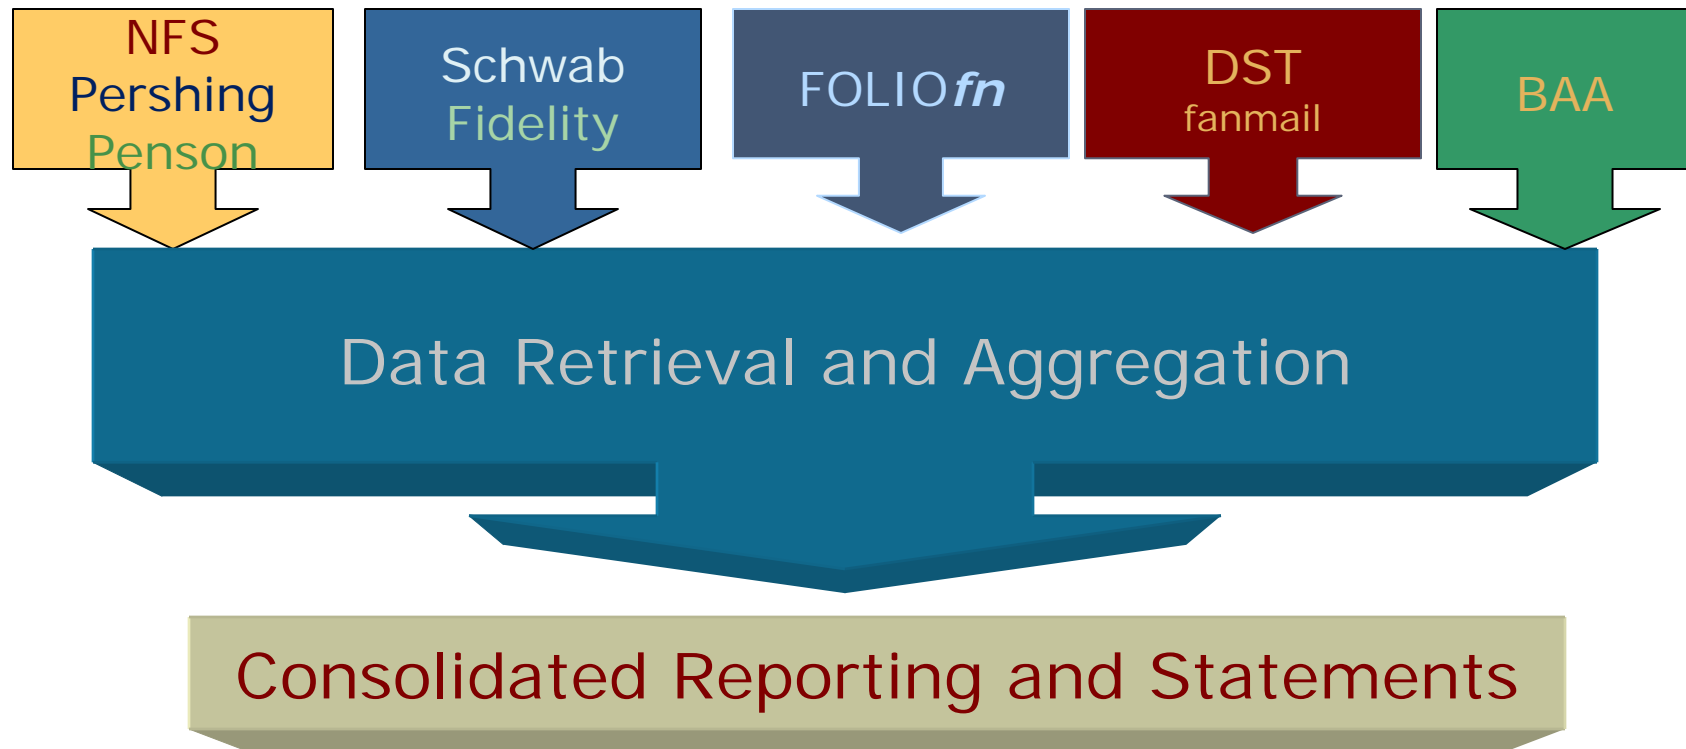 NFS
Pershing
Penson
Schwab
Fidelity
FOLIOfn
DST
fanmail
BAA
Data Retrieval and Aggregation
Consolidated Reporting and Statements